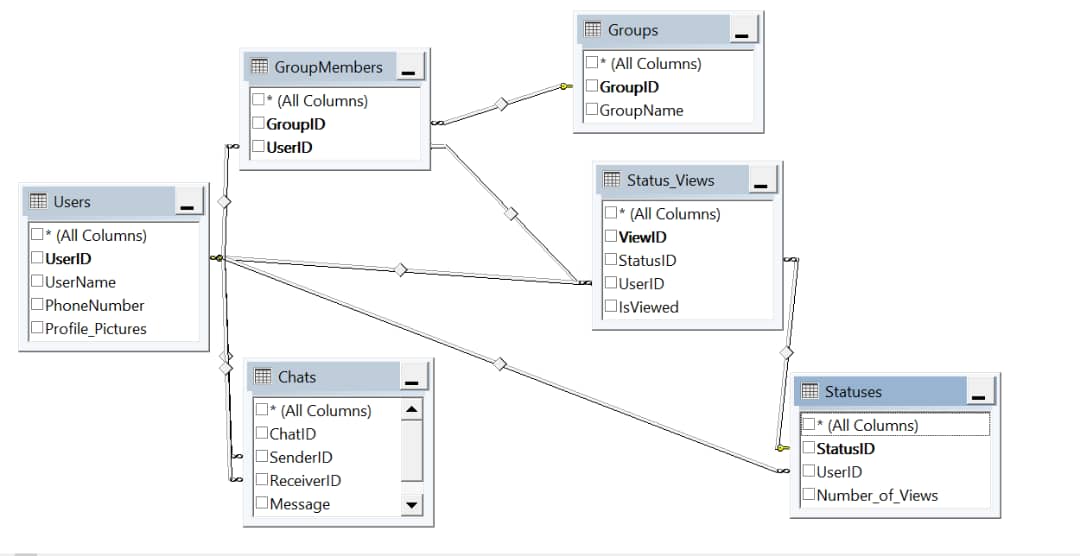 Groups
* (All Columns)
GroupID
GroupName
GroupMembers
* (All Columns)
GroupID
UserID
Status_Views
* (All Columns)
ViewID
StatusID
UserID
IsViewed
Users
* (All Columns)
UserID
UserName
PhoneNumber
Profile_Pictures
Chats
* (All Columns)
ChatID
SenderID
ReceiverID
Message
Statuses
* (All Columns)
StatusID
UserID
Number_of_Views